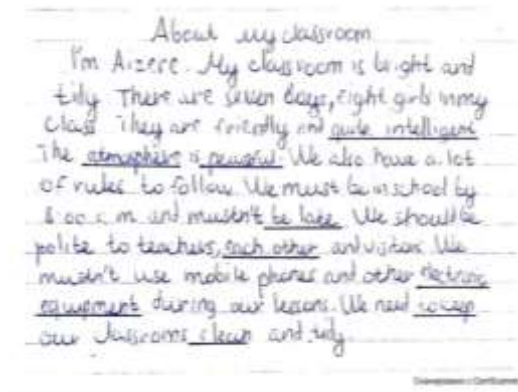 About my classroom
I'm Aizere. My classroom is bright and
tidy. There are seven boys, eight girls in my
class. They are friendly and quite intelligent
The atmosphere is peaceful. We also have a lot
of rules to follow. We must be in school by
8:00 a.m. and mustn't be late. We should be
polite to teachers, each other and visitors. We
mustn't use mobile phones and other electronic
equipment during our lessons. We need to keep
our classrooms clean and tidy.